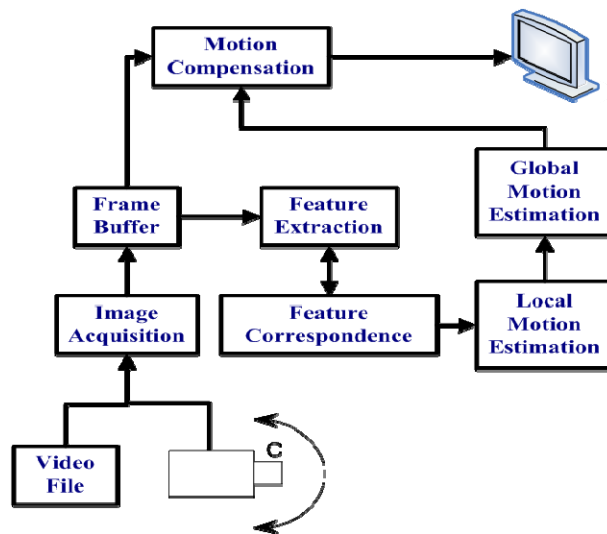 Motion
Compensation
Global
Motion
Estimation
Frame
Buffer
Feature
Extraction
Image
Acquisition
Feature
Correspondence
Local
Motion
Estimation
Video
File
C